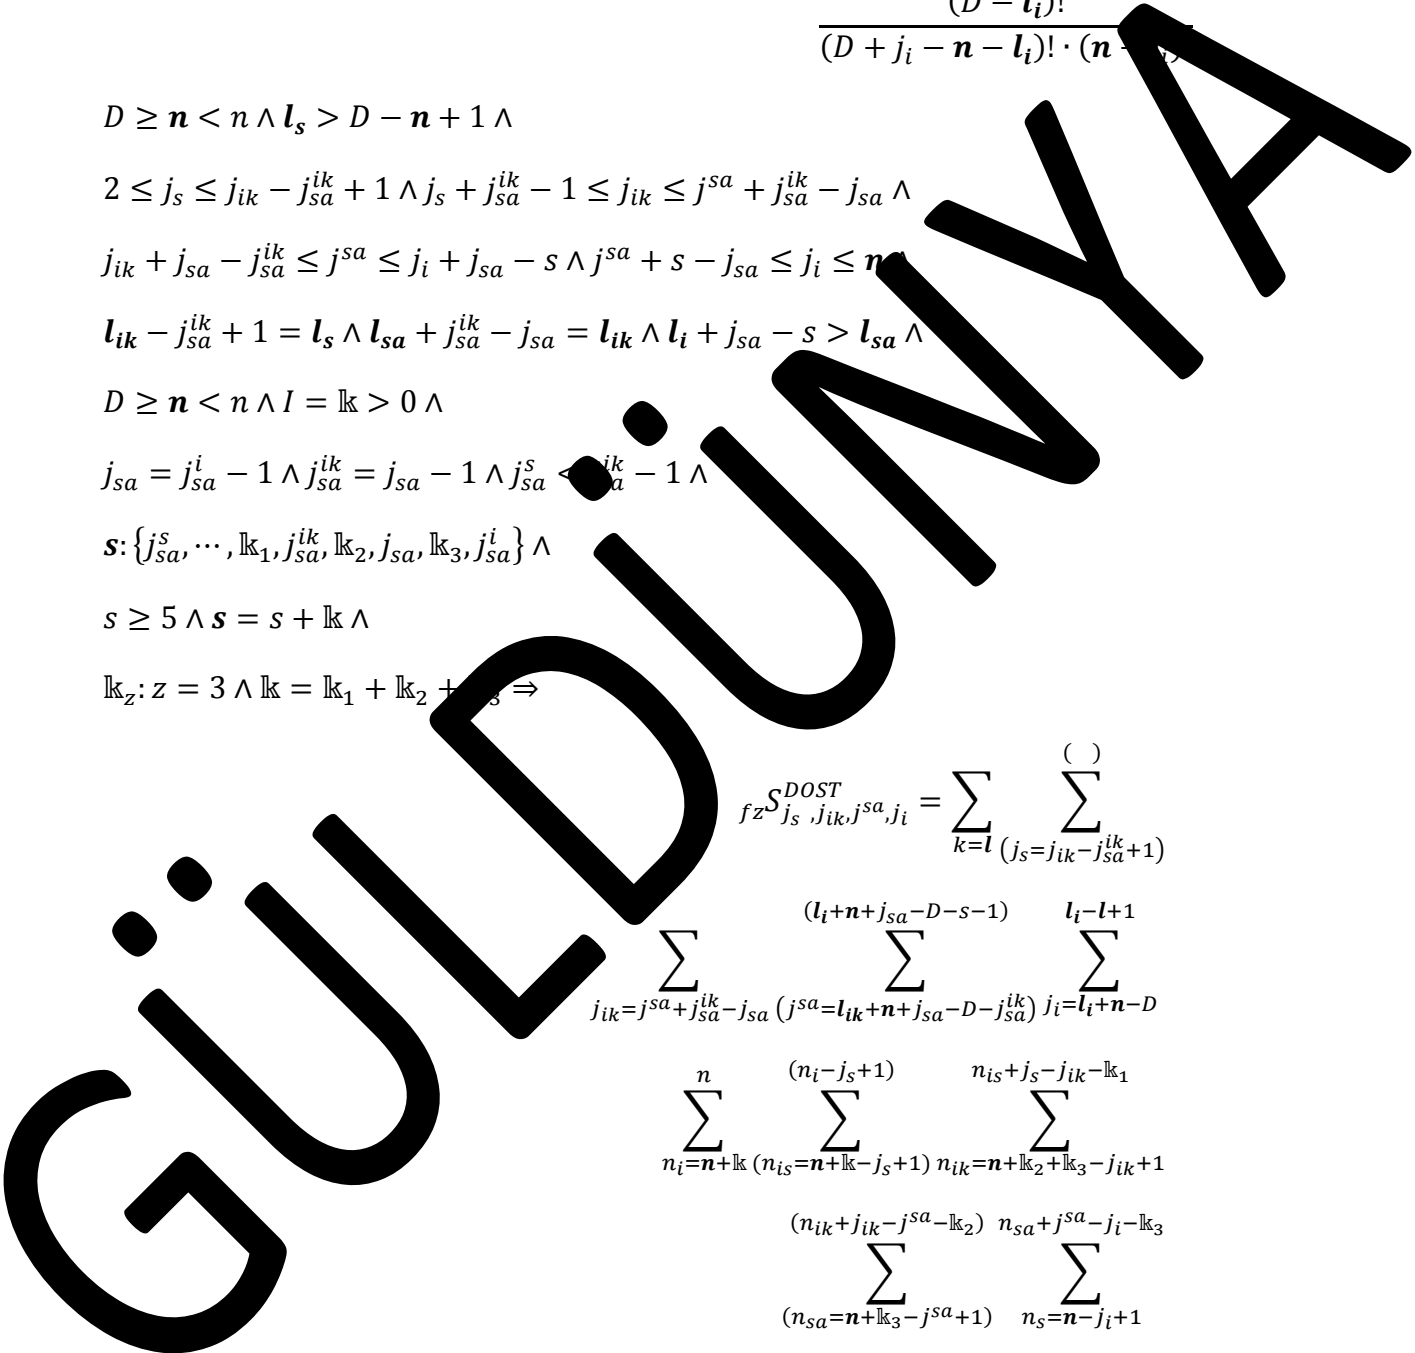 (D − l_i)!
(D + j_i − n − l_i)! · (n
D ≥ n < n ∧ l_s > D − n + 1 ∧
2 ≤ j_s ≤ j_ik − j_sa^ik + 1 ∧ j_s + j_sa^ik − 1 ≤ j_ik ≤ j^sa + j_sa^ik − j_sa ∧
j_ik + j_sa − j_sa^ik ≤ j^sa ≤ j_i + j_sa − s ∧ j^sa + s − j_sa ≤ j_i ≤ n ∧
l_ik − j_sa^ik + 1 = l_s ∧ l_sa + j_sa^ik − j_sa = l_ik ∧ l_i + j_sa − s > l_sa ∧
D ≥ n < n ∧ I = 𝕜 > 0 ∧
j_sa = j_sa^i − 1 ∧ j_sa^ik = j_sa − 1 ∧ j_sa^s < j_sa^ik − 1 ∧
s: {j_sa^s, ⋯ , 𝕜_1, j_sa^ik, 𝕜_2, j_sa, 𝕜_3, j_sa^i} ∧
s ≥ 5 ∧ s = s + 𝕜 ∧
𝕜_z: z = 3 ∧ 𝕜 = 𝕜_1 + 𝕜_2 + 𝕜_3 ⇒
( )
_fz S_{j_s ,j_ik,j^sa,j_i}^DOST = ∑ ∑
k=l (j_s=j_ik−j_sa^ik+1)
(l_i+n+j_sa−D−s−1) l_i−l+1
∑ ∑ ∑
j_ik=j^sa+j_sa^ik−j_sa (j^sa=l_ik+n+j_sa−D−j_sa^ik) j_i=l_i+n−D
n (n_i−j_s+1) n_is+j_s−j_ik−𝕜_1
∑ ∑ ∑
n_i=n+𝕜 (n_is=n+𝕜−j_s+1) n_ik=n+𝕜_2+𝕜_3−j_ik+1
(n_ik+j_ik−j^sa−𝕜_2) n_sa+j^sa−j_i−𝕜_3
∑ ∑
(n_sa=n+𝕜_3−j^sa+1) n_s=n−j_i+1
GÜLDÜNYA